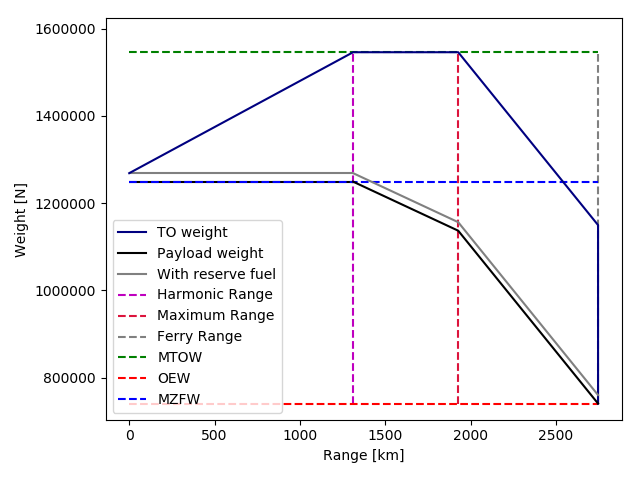 1600000
1400000
1200000
1000000
800000
Weight [N]
TO weight
Payload weight
With reserve fuel
Harmonic Range
Maximum Range
Ferry Range
MTOW
OEW
MZFW
0 500 1000 1500 2000 2500
Range [km]